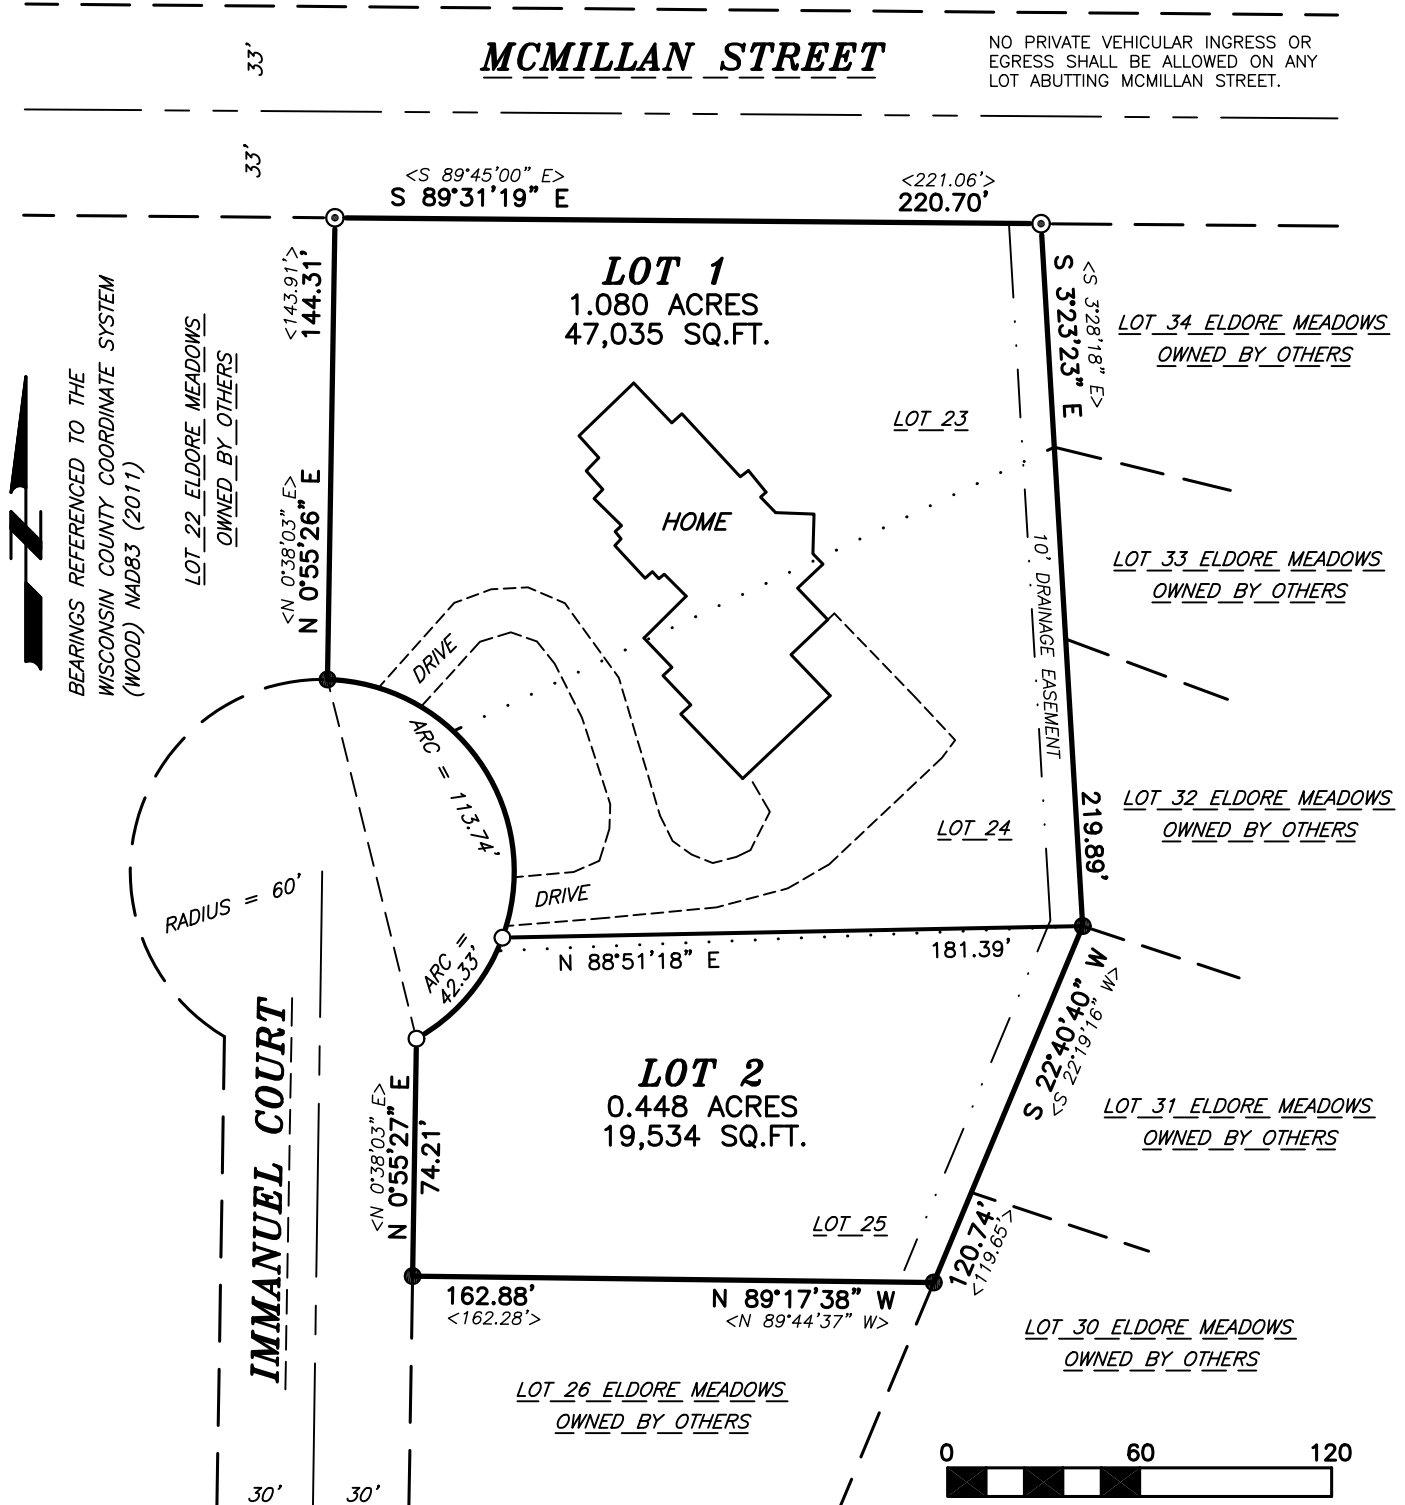 33'
MCMILLAN STREET
NO PRIVATE VEHICULAR INGRESS OR
EGRESS SHALL BE ALLOWED ON ANY
LOT ABUTTING MCMILLAN STREET.
33'
<S 89°45'00" E>
S 89°31'19" E
<221.06'>
220.70'
<143.91'>
144.31'
<N 0°38'03" E>
N 0°55'26" E
LOT 1
1.080 ACRES
47,035 SQ.FT.
S 3°23'23" E
<S 3°28'18" E>
LOT 34 ELDORE MEADOWS
OWNED BY OTHERS
BEARINGS REFERENCED TO THE
WISCONSIN COUNTY COORDINATE SYSTEM
(WOOD) NAD83 (2011)
LOT 22 ELDORE MEADOWS
OWNED BY OTHERS
N
LOT 23
HOME
10' DRAINAGE EASEMENT
LOT 33 ELDORE MEADOWS
OWNED BY OTHERS
DRIVE
ARC = 113.74'
219.89'
LOT 32 ELDORE MEADOWS
OWNED BY OTHERS
LOT 24
RADIUS = 60'
DRIVE
ARC =
42.33'
N 88°51'18" E
181.39'
S 22°40'40" W
<S 22°19'16" W>
IMMANUEL COURT
LOT 2
0.448 ACRES
19,534 SQ.FT.
<N 0°38'03" E>
N 0°55'27" E
74.21'
LOT 31 ELDORE MEADOWS
OWNED BY OTHERS
LOT 25
120.74'
<119.65'>
162.88'
<162.28'>
N 89°17'38" W
<N 89°44'37" W>
LOT 30 ELDORE MEADOWS
OWNED BY OTHERS
LOT 26 ELDORE MEADOWS
OWNED BY OTHERS
0 60 120
30' 30'